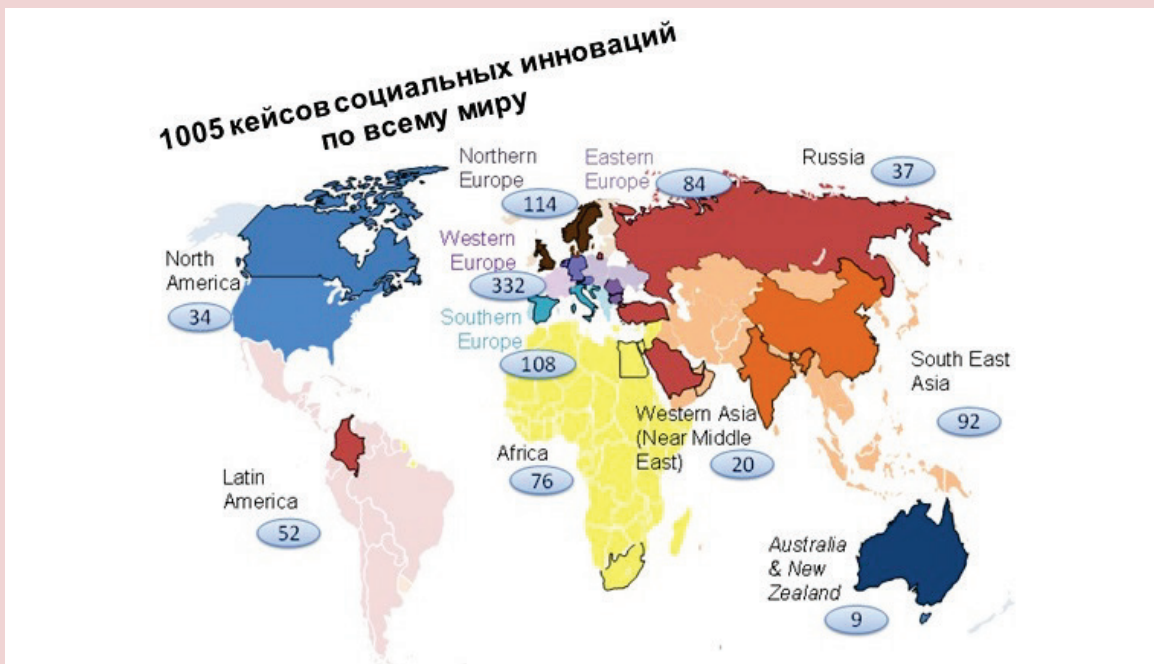 1005 кейсов социальных инноваций
по всему миру
Northern
Europe
114
Eastern
Europe
84
Russia
37
North
America
34
Western
Europe
332
Southern
Europe
108
South East
Asia
92
Western Asia
(Near Middle
East)
20
Africa
76
Latin
America
52
Australia
& New
Zealand
9